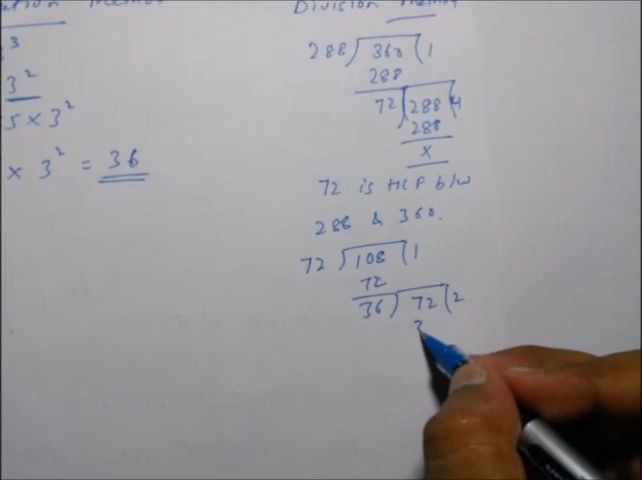 Division Method
3
3²
5 × 3²
× 3² = 36
288 ) 360 ( 1
288
72 ) 288 ( 4
288
×
72 is HCF b/w
288 & 360.
72 ) 108 ( 1
72
36 ) 72 ( 2